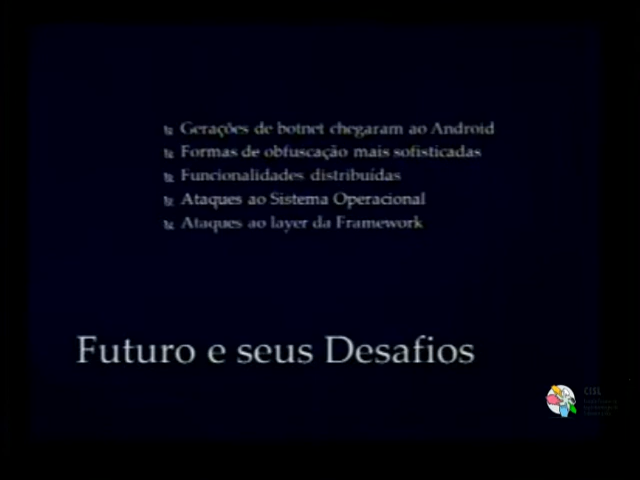 Gerações de botnet chegaram ao Android
Formas de obfuscação mais sofisticadas
Funcionalidades distribuídas
Ataques ao Sistema Operacional
Ataques ao layer da Framework
Futuro e seus Desafios
CISL